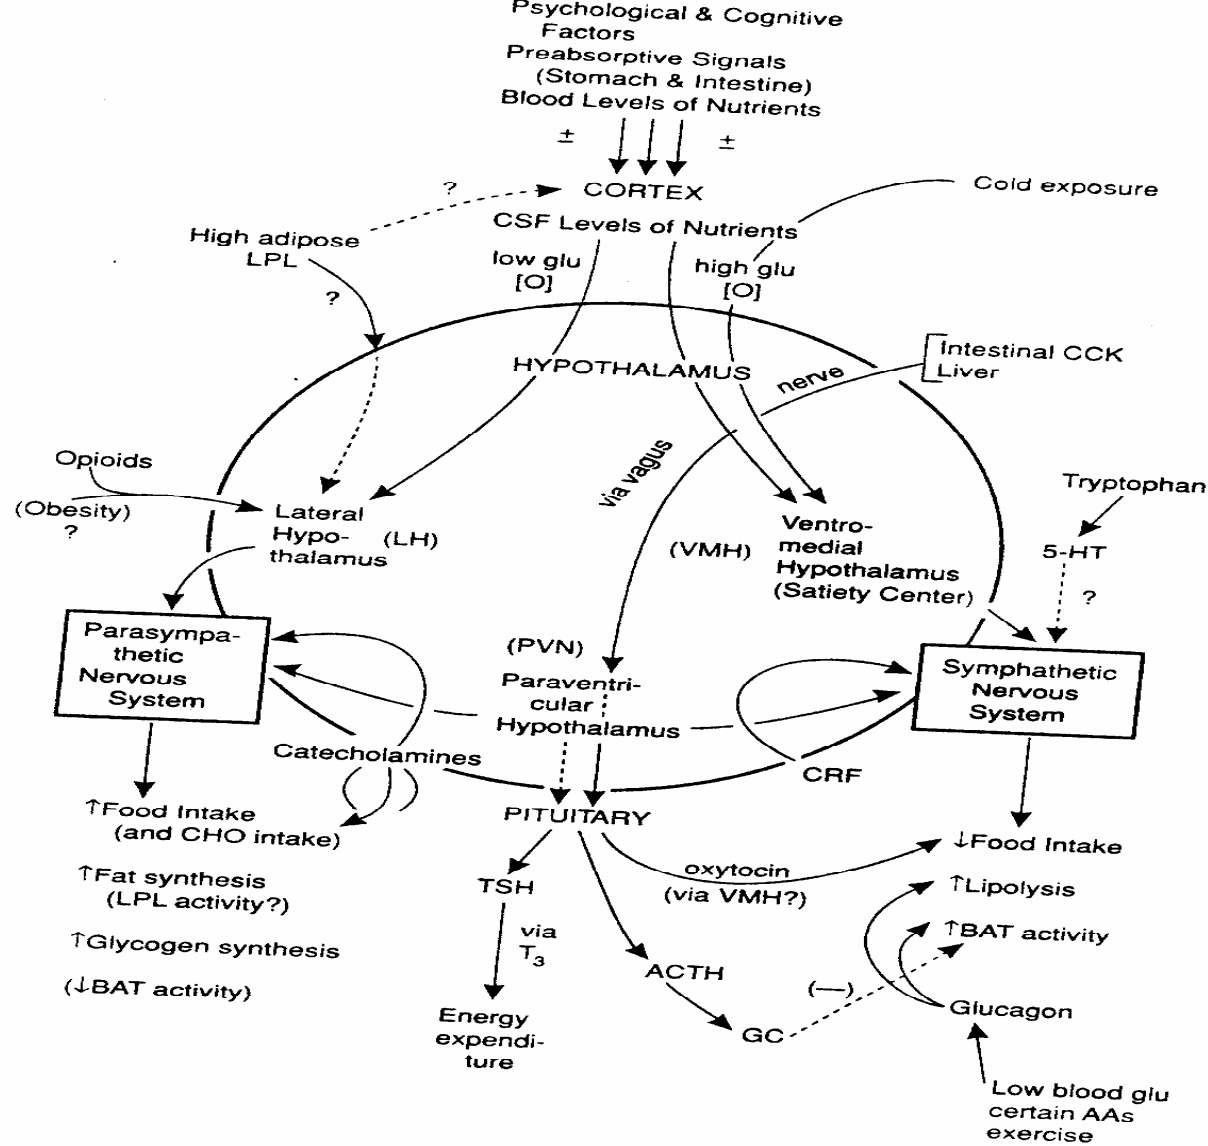 Psychological & Cognitive
Factors
Preabsorptive Signals
(Stomach & Intestine)
Blood Levels of Nutrients
± ±
? CORTEX
Cold exposure
CSF Levels of Nutrients
High adipose
LPL
?
low glu
[O]
high glu
[O]
HYPOTHALAMUS
nerve
Intestinal CCK
Liver
via vagus
Opioids
(Obesity)
?
Lateral
Hypo- (LH)
thalamus
Ventro-
(VMH) medial
Hypothalamus
(Satiety Center)
Tryptophan
5-HT
?
Parasympa-
thetic
Nervous
System
(PVN)
Paraventri-
cular
Hypothalamus
Symphathetic
Nervous
System
Catecholamines
CRF
PITUITARY
↑Food Intake
(and CHO intake)
↑Fat synthesis
(LPL activity?)
↑Glycogen synthesis
(↓BAT activity)
TSH
via
T3
Energy
expendi-
ture
oxytocin
(via VMH?)
ACTH
GC
(—)
↓Food Intake
↑Lipolysis
↑BAT activity
Glucagon
Low blood glu
certain AAs
exercise